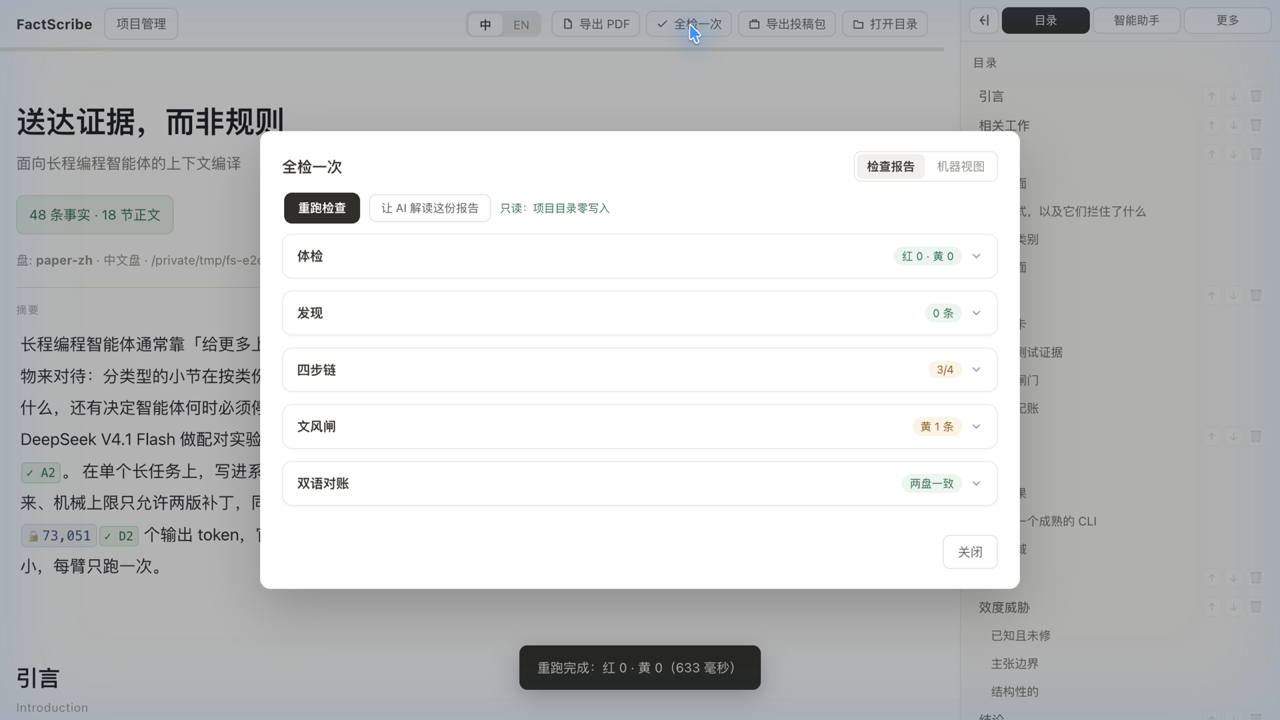 FactScribe 项目管理 中 EN 导出 PDF 全检一次 导出投稿包 打开目录 目录 智能助手 更多
目录
送达证据，而非规则
面向长程编程智能体的上下文编译
48 条事实 · 18 节正文
盘: paper-zh · 中文盘 · /private/tmp/fs-e2e
摘要
长程编程智能体通常靠「给更多上
物来对待：分类型的小节在按类份
什么，还有决定智能体何时必须停
DeepSeek V4.1 Flash 做配对实验
✓ A2 。 在单个长任务上，写进系
来、机械上限只允许两版补丁，同
73,051 ✓ D2 个输出 token，官
小，每臂只跑一次。
引言
Introduction
全检一次 检查报告 机器视图
重跑检查 让 AI 解读这份报告 只读：项目目录零写入
体检 红 0 · 黄 0
发现 0 条
四步链 3/4
文风闸 黄 1 条
双语对账 两盘一致
关闭
重跑完成：红 0 · 黄 0（633 毫秒）
引言
相关工作
面
式，以及它们拦住了什么
类别
面
卡
测试证据
闸门
记账
果
一个成熟的 CLI
域
效度威胁
已知且未修
主张边界
结构性的
结论